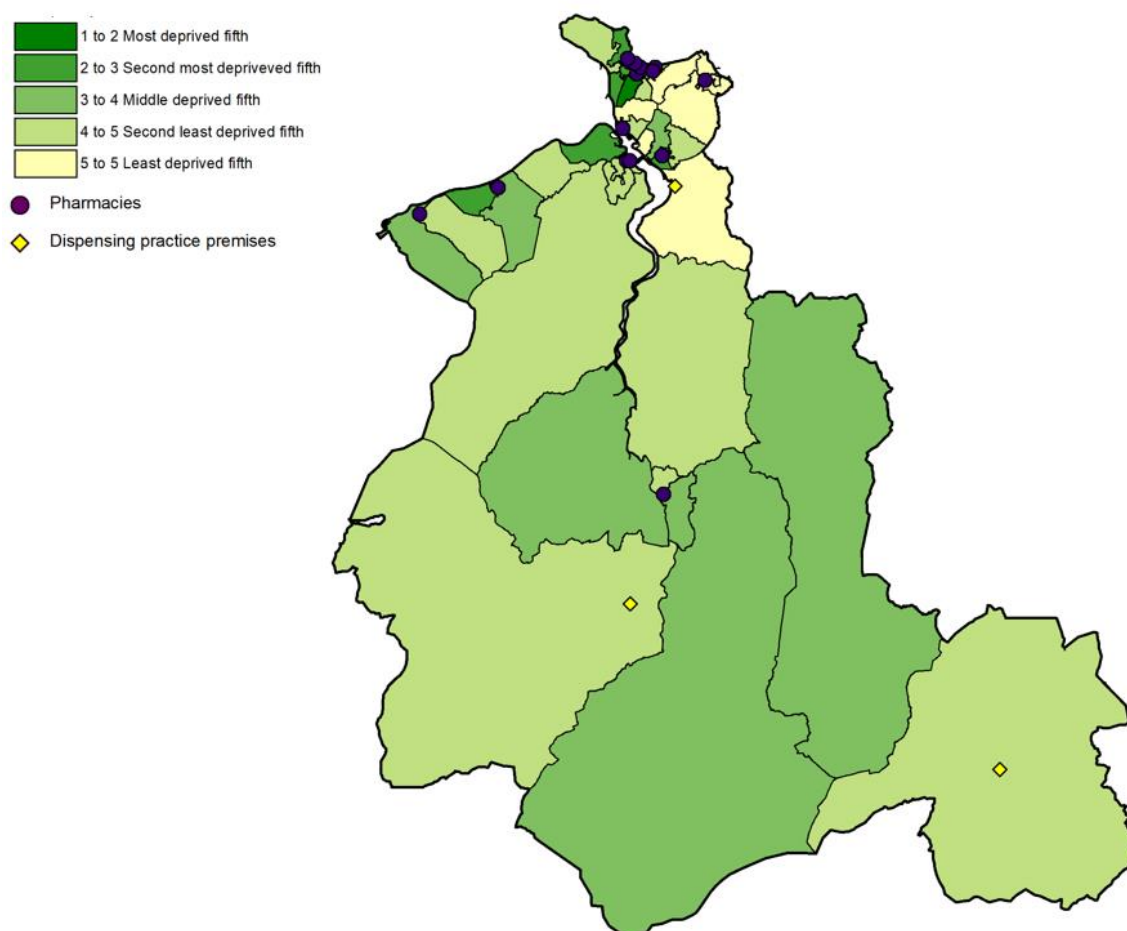 1 to 2 Most deprived fifth
2 to 3 Second most depriveved fifth
3 to 4 Middle deprived fifth
4 to 5 Second least deprived fifth
5 to 5 Least deprived fifth
Pharmacies
Dispensing practice premises